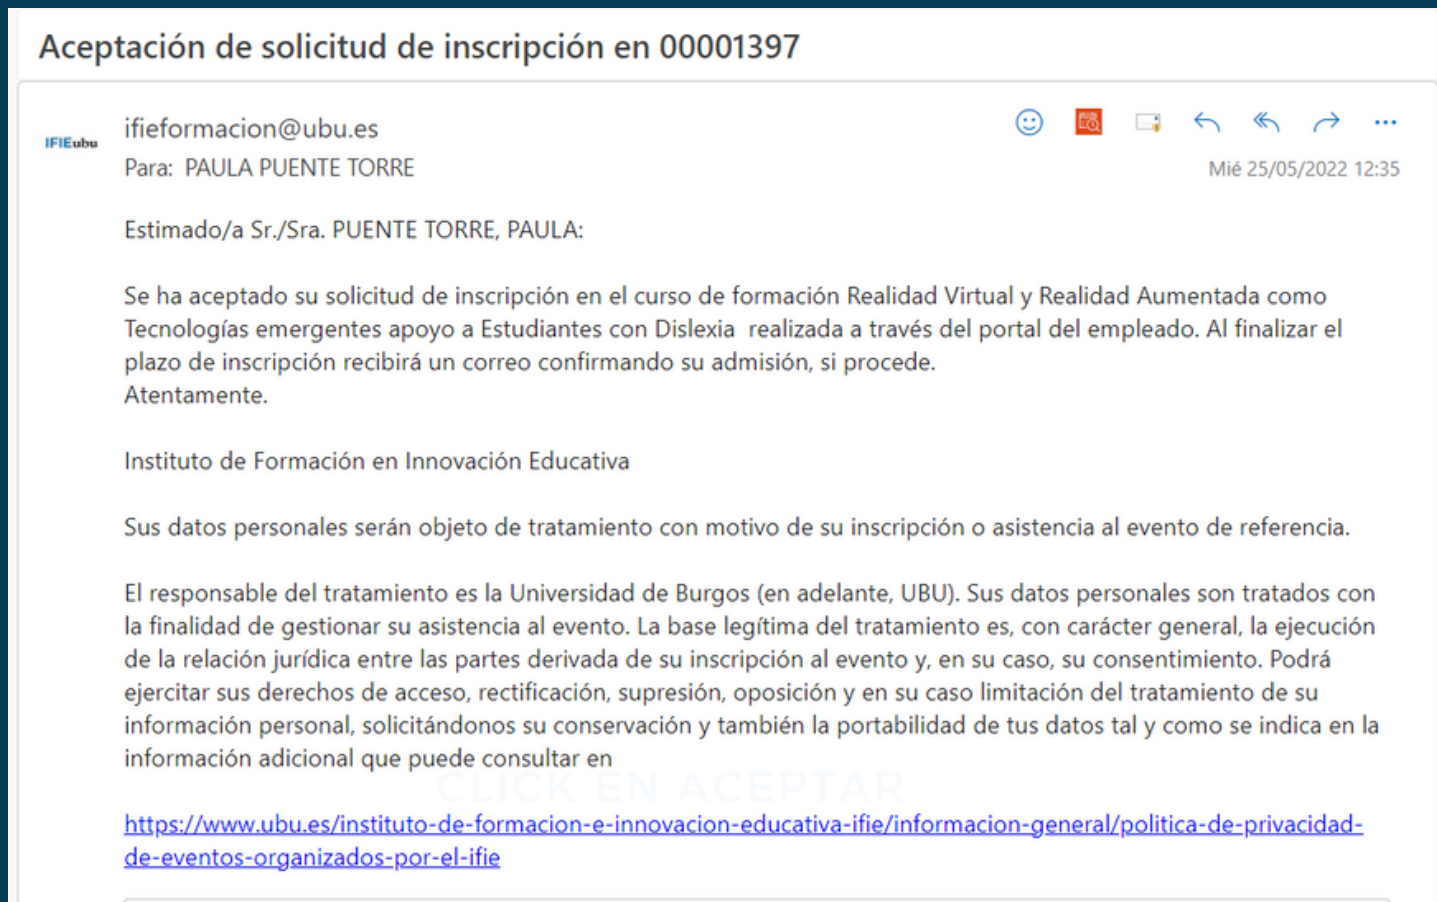 Aceptación de solicitud de inscripción en 00001397
IFIEubu
ifieformacion@ubu.es
Para: PAULA PUENTE TORRE
Mié 25/05/2022 12:35
Estimado/a Sr./Sra. PUENTE TORRE, PAULA:
Se ha aceptado su solicitud de inscripción en el curso de formación Realidad Virtual y Realidad Aumentada como
Tecnologías emergentes apoyo a Estudiantes con Dislexia realizada a través del portal del empleado. Al finalizar el
plazo de inscripción recibirá un correo confirmando su admisión, si procede.
Atentamente.
Instituto de Formación en Innovación Educativa
Sus datos personales serán objeto de tratamiento con motivo de su inscripción o asistencia al evento de referencia.
El responsable del tratamiento es la Universidad de Burgos (en adelante, UBU). Sus datos personales son tratados con
la finalidad de gestionar su asistencia al evento. La base legítima del tratamiento es, con carácter general, la ejecución
de la relación jurídica entre las partes derivada de su inscripción al evento y, en su caso, su consentimiento. Podrá
ejercitar sus derechos de acceso, rectificación, supresión, oposición y en su caso limitación del tratamiento de su
información personal, solicitándonos su conservación y también la portabilidad de tus datos tal y como se indica en la
información adicional que puede consultar en
CLICK EN ACEPTAR
https://www.ubu.es/instituto-de-formacion-e-innovacion-educativa-ifie/informacion-general/politica-de-privacidad-
de-eventos-organizados-por-el-ifie